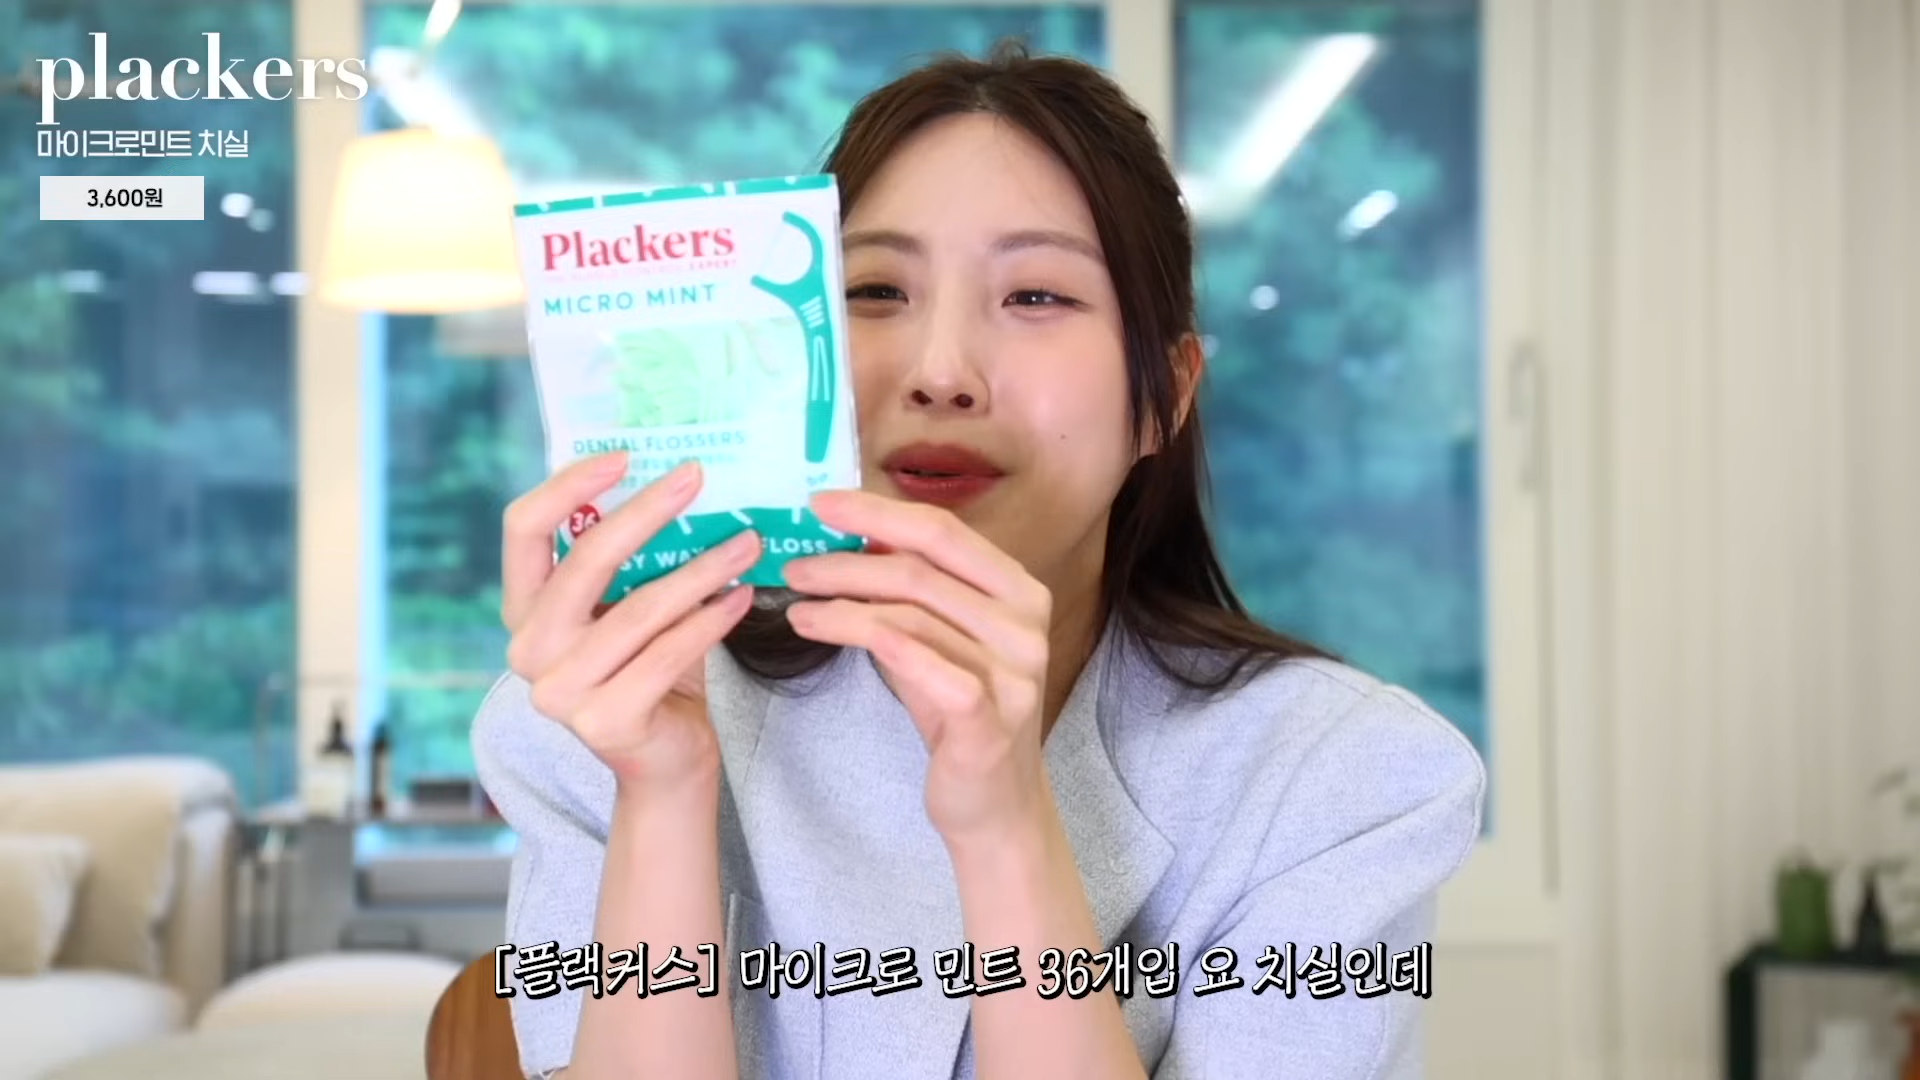 plackers
마이크로민트 치실
3,600원
Plackers
EXPERT
MICRO MINT
DENTAL FLOSSERS
36
WAY
FLOSS
[플랙커스] 마이크로 민트 36개입 요 치실인데